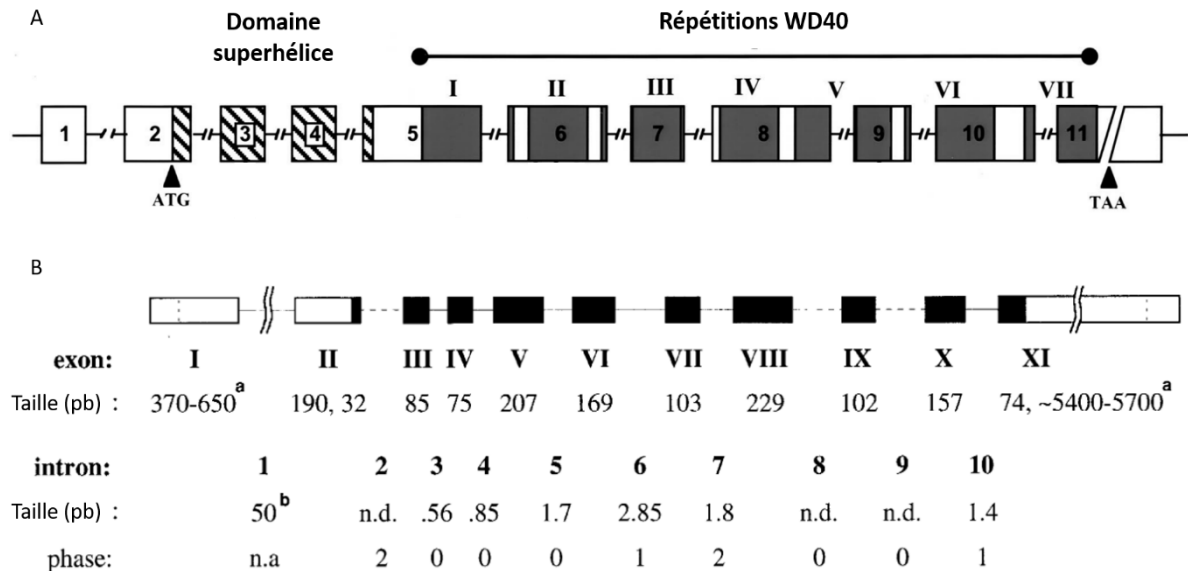 A
Domaine
superhélice
Répétitions WD40
I II III IV V VI VII
1 2 3 4 5 6 7 8 9 10 11
ATG
TAA
B
exon: I II III IV V VI VII VIII IX X XI
Taille (pb) : 370-650a 190, 32 85 75 207 169 103 229 102 157 74, ~5400-5700a
intron: 1 2 3 4 5 6 7 8 9 10
Taille (pb) : 50b n.d. .56 .85 1.7 2.85 1.8 n.d. n.d. 1.4
phase: n.a 2 0 0 0 1 2 0 0 1